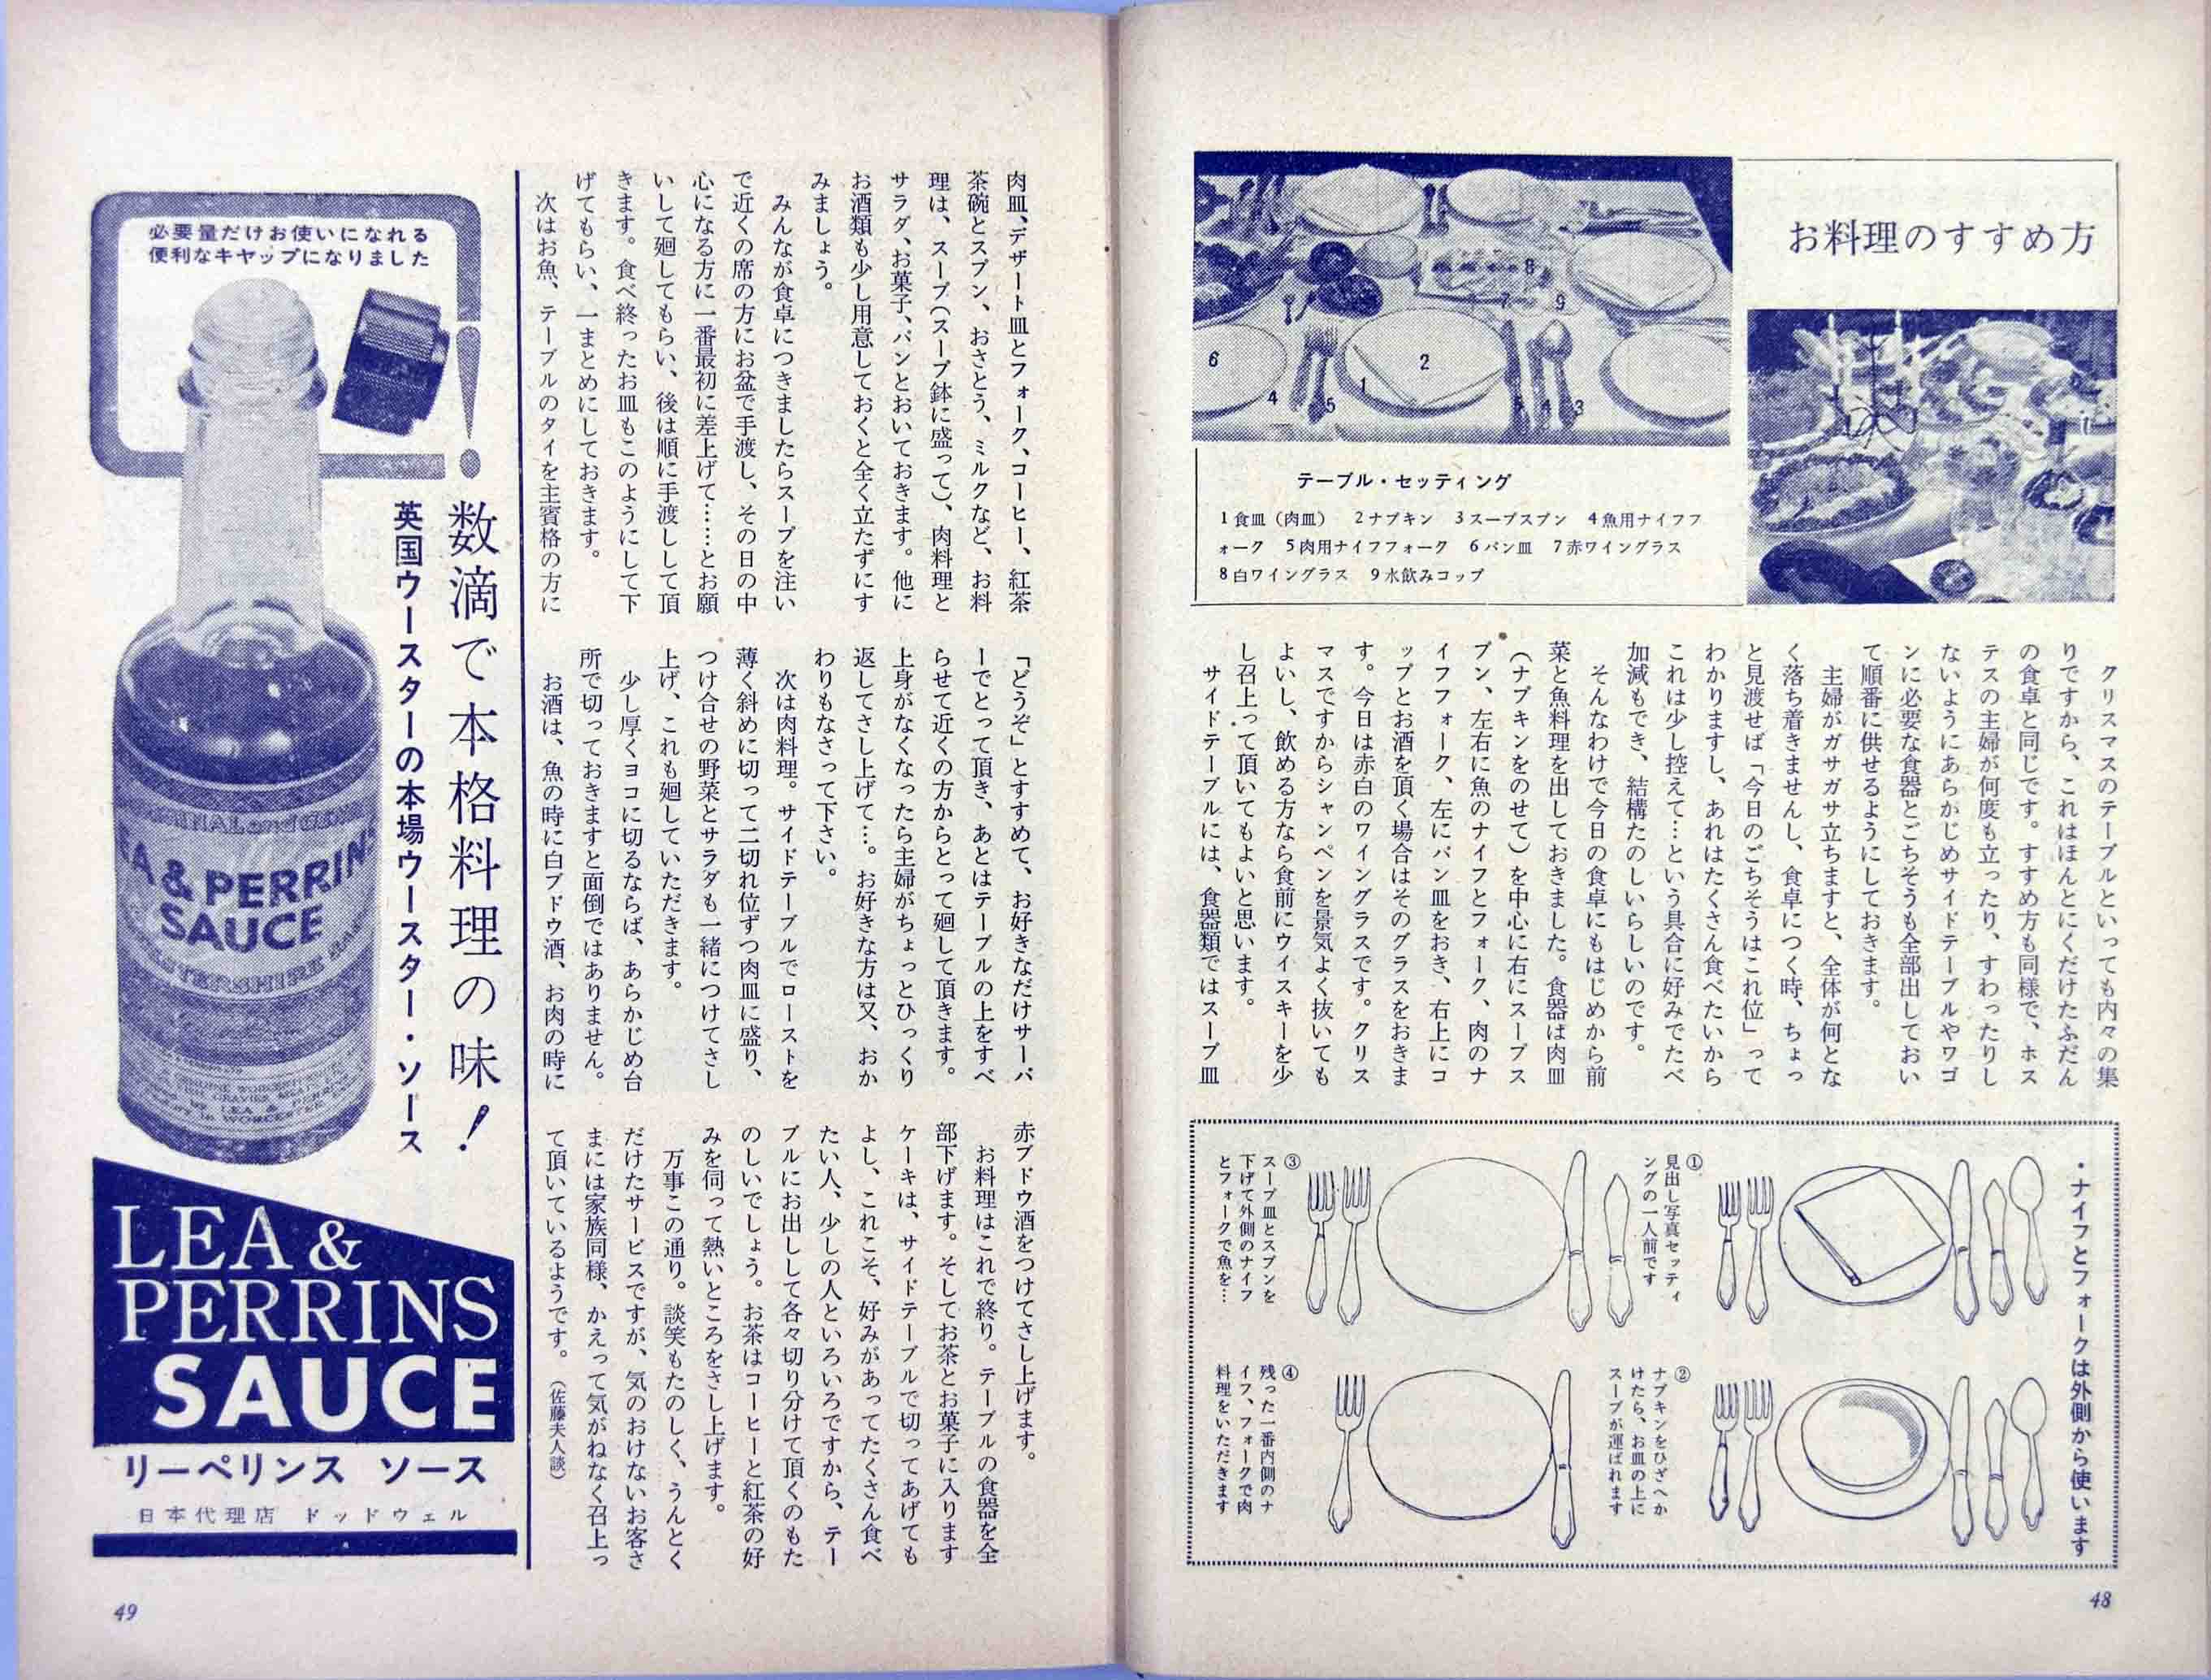 お料理のすすめ方
テーブル・セッティング
1食皿（肉皿）　2ナプキン　3スープスプン　4魚用ナイフフ
ォーク　5肉用ナイフフォーク　6パン皿　7赤ワイングラス
8白ワイングラス　9水飲みコップ
1
2
3
4
5
6
7
8
9
クリスマスのテーブルといっても内々の集
りですから、これはほんとにくだけたふだん
の食卓と同じです。すすめ方も同様で、ホス
テスの主婦が何度も立ったり、すわったりし
ないようにあらかじめサイドテーブルやワゴ
ンに必要な食器とごちそうも全部出しておい
て順番に供せるようにしておきます。
主婦がガサガサ立ちますと、全体が何とな
く落ち着きませんし、食卓につく時、ちょっ
と見渡せば「今日のごちそうはこれ位」って
わかりますし、あれはたくさん食べたいから
これは少し控えて…という具合に好みでたべ
加減もでき、結構たのしいらしいのです。
そんなわけで今日の食卓にもはじめから前
菜と魚料理を出しておきました。食器は肉皿
（ナプキンをのせて）を中心に右にスープス
プン、左右に魚のナイフとフォーク、肉のナ
イフフォーク、左にパン皿をおき、右上にコ
ップとお酒を頂く場合はそのグラスをおきま
す。今日は赤白のワイングラスです。クリス
マスですからシャンペンを景気よく抜いても
よいし、飲める方なら食前にウイスキーを少
し召上って頂いてもよいと思います。
サイドテーブルには、食器類ではスープ皿
・ナイフとフォークは外側から使います
①
見出し写真セッティ
ングの一人前です
②
ナプキンをひざへか
けたら、お皿の上に
スープが運ばれます
③
スープ皿とスプンを
下げて外側のナイフ
とフォークで魚を…
④
残った一番内側のナ
イフ、フォークで肉
料理をいただきます
48
肉皿、デザート皿とフォーク、コーヒー、紅茶
茶碗とスプン、おさとう、ミルクなど、お料
理は、スープ（スープ鉢に盛って）、肉料理と
サラダ、お菓子、パンとおいておきます。他に
お酒類も少し用意しておくと全く立たずにす
みましょう。
みんなが食卓につきましたらスープを注い
で近くの席の方にお盆で手渡し、その日の中
心になる方に一番最初に差上げて……とお願
いして廻してもらい、後は順に手渡しして頂
きます。食べ終ったお皿もこのようにして下
げてもらい、一まとめにしておきます。
次はお魚、テーブルのタイを主賓格の方に
「どうぞ」とすすめて、お好きなだけサーバ
ーでとって頂き、あとはテーブルの上をすべ
らせて近くの方からとって廻して頂きます。
上身がなくなったら主婦がちょっとひっくり
返してさし上げて…。お好きな方は又、おか
わりもなさって下さい。
次は肉料理。サイドテーブルでローストを
薄く斜めに切って二切れ位ずつ肉皿に盛り、
つけ合せの野菜とサラダも一緒につけてさし
上げ、これも廻していただきます。
少し厚くヨコに切るならば、あらかじめ台
所で切っておきますと面倒ではありません。
お酒は、魚の時に白ブドウ酒、お肉の時に
赤ブドウ酒をつけてさし上げます。
お料理はこれで終り。テーブルの食器を全
部下げます。そしてお茶とお菓子に入ります
ケーキは、サイドテーブルで切ってあげても
よし、これこそ、好みがあってたくさん食べ
たい人、少しの人といろいろですから、テー
ブルにお出しして各々切り分けて頂くのもた
のしいでしょう。お茶はコーヒーと紅茶の好
みを伺って熱いところをさし上げます。
万事この通り。談笑もたのしく、うんとく
だけたサービスですが、気のおけないお客さ
まには家族同様、かえって気がねなく召上っ
て頂いているようです。（佐藤夫人談）
必要量だけお使いになれる
便利なキャップになりました
数滴で本格料理の味！
英国ウースターの本場ウースター・ソース
LEA & PERRINS
SAUCE
LEA &
PERRINS
SAUCE
リーペリンス　ソース
日本代理店　ドッドウェル
49